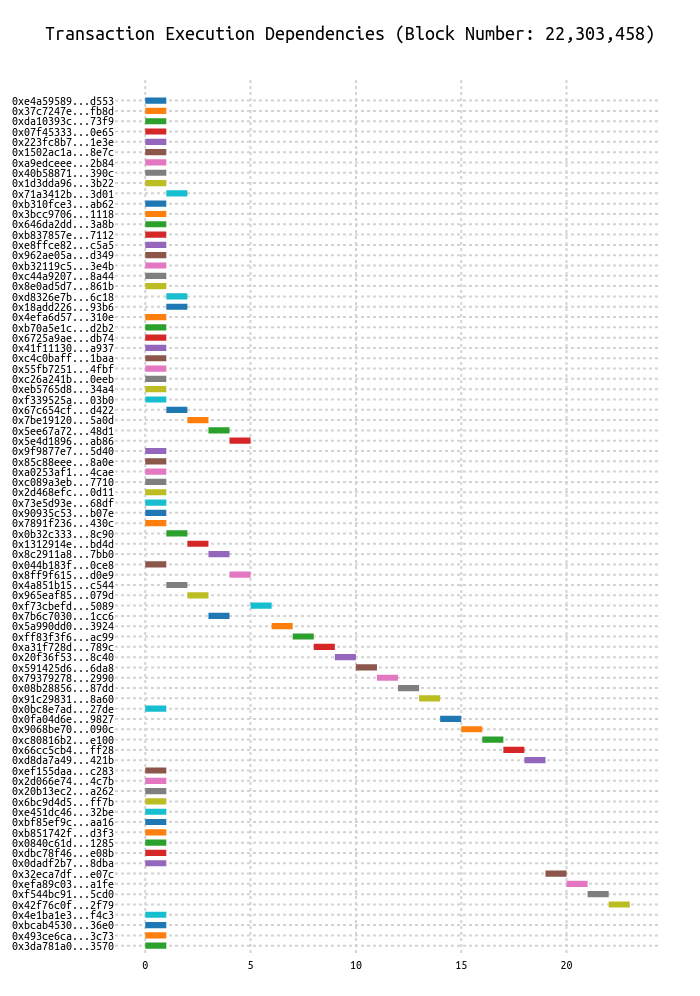 Transaction Execution Dependencies (Block Number: 22,303,458)
0xe4a59589...d553
0x37c7247e...fb8d
0xda10393c...73f9
0x07f45333...0e65
0x223fc8b7...1e3e
0x1502ac1a...8e7c
0xa9edceee...2b84
0x40b58871...390c
0x1d3dda96...3b22
0x71a3412b...3d01
0xb310fce3...ab62
0x3bcc9706...1118
0x646da2dd...3a8b
0xb837857e...7112
0xe8ffce82...c5a5
0x962ae05a...d349
0xb32119c5...3e4b
0xc44a9207...8a44
0x8e0ad5d7...861b
0xd8326e7b...6c18
0x18add226...93b6
0x4efa6d57...310e
0xb70a5e1c...d2b2
0x6725a9ae...db74
0x41f11130...a937
0xc4c0baff...1baa
0x55fb7251...4fbf
0xc26a241b...0eeb
0xeb5765d8...34a4
0xf339525a...03b0
0x67c654cf...d422
0x7be19120...5a0d
0x5ee67a72...48d1
0x5e4d1896...ab86
0x9f9877e7...5d40
0x85c88eee...8a0e
0xa0253af1...4cae
0xc089a3eb...7710
0x2d468efc...0d11
0x73e5d93e...68df
0x90935c53...b07e
0x7891f236...430c
0x0b32c333...8c90
0x1312914e...bd4d
0x8c2911a8...7bb0
0x044b183f...0ce8
0x8ff9f615...d0e9
0x4a851b15...c544
0x965eaf85...079d
0xf73cbefd...5089
0x7b6c7030...1cc6
0x5a990dd0...3924
0xff83f3f6...ac99
0xa31f728d...789c
0x20f36f53...8c40
0x591425d6...6da8
0x79379278...2990
0x08b28856...87dd
0x91c29831...8a60
0x0bc8e7ad...27de
0x0fa04d6e...9827
0x9068be70...090c
0xc80816b2...e100
0x66cc5cb4...ff28
0xd8da7a49...421b
0xef155daa...c283
0x2d066e74...4c7b
0x20b13ec2...a262
0x6bc9d4d5...ff7b
0xe451dc46...32be
0xbf85ef9c...aa16
0xb851742f...d3f3
0x0840c61d...1285
0xdbc78f46...e08b
0x0dadf2b7...8dba
0x32eca7df...e07c
0xefa89c03...a1fe
0xf544bc91...5cd0
0x42f76c0f...2f79
0x4e1ba1e3...f4c3
0xbcab4530...36e0
0x493ce6ca...3c73
0x3da781a0...3570
0 5 10 15 20